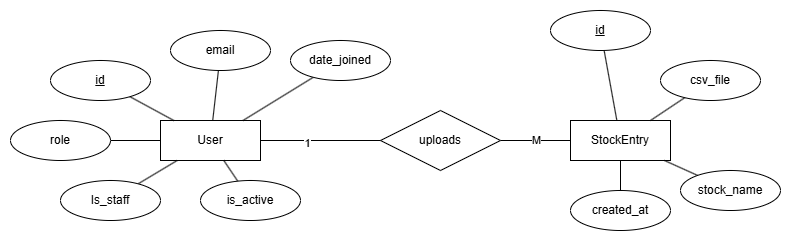 id
email
date_joined
id
csv_file
role
User
1
uploads
M
StockEntry
Is_staff
is_active
created_at
stock_name